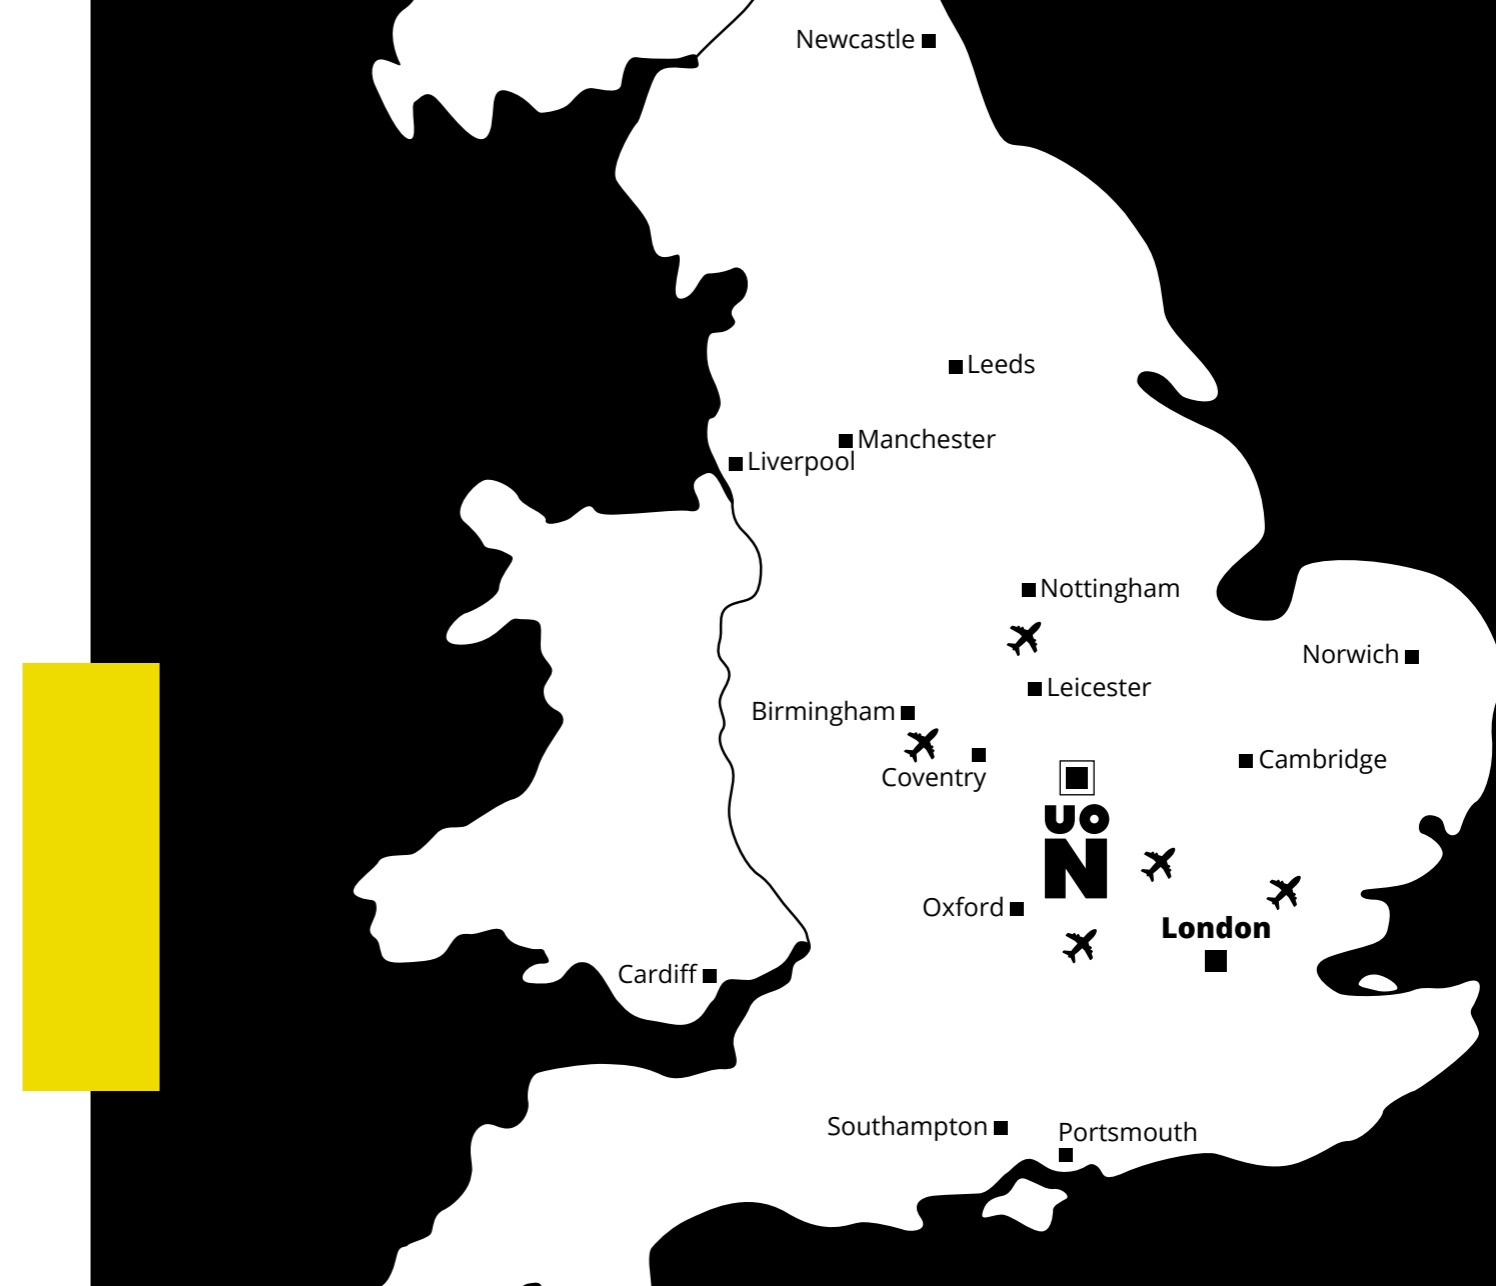 Newcastle
Leeds
Manchester
Liverpool
Nottingham
Norwich
Leicester
Birmingham
Cambridge
Coventry
UO
N
Oxford
London
Cardiff
Southampton
Portsmouth